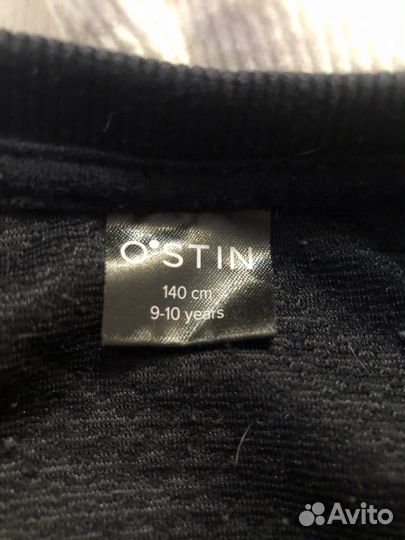 O'STIN
140 cm
9-10 years
Avito